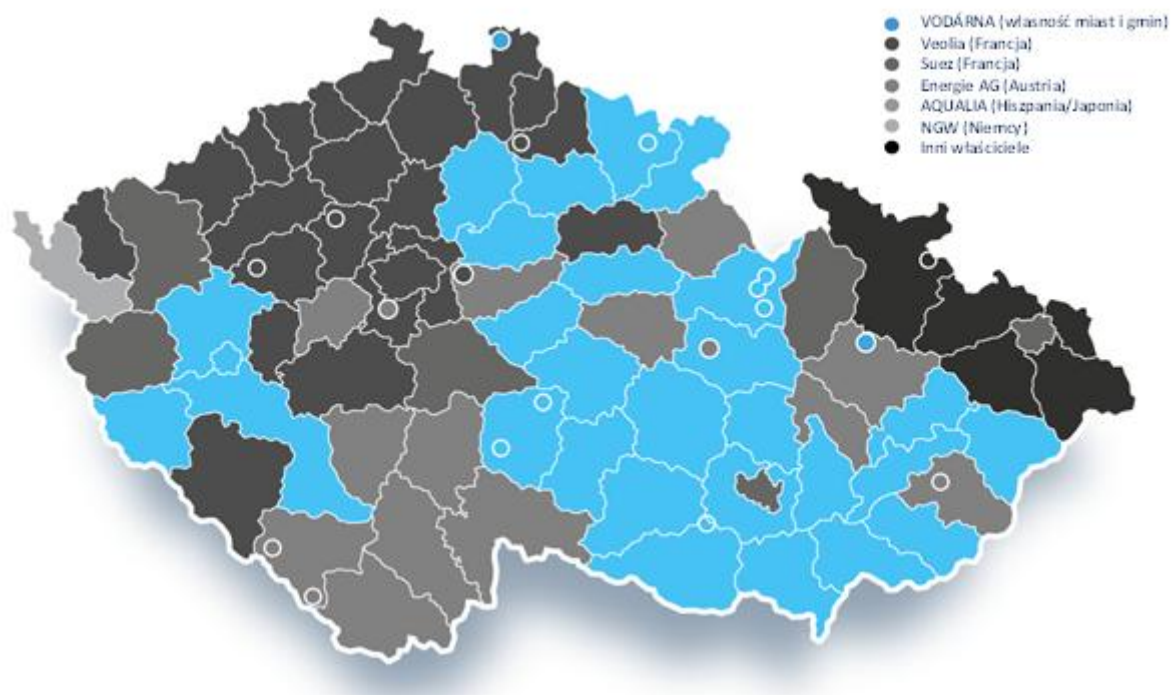 VODÁRNA (własność miast i gmin)
Veolia (Francja)
Suez (Francja)
Energie AG (Austria)
AQUALIA (Hiszpania/Japonia)
NGW (Niemcy)
Inni właściciele